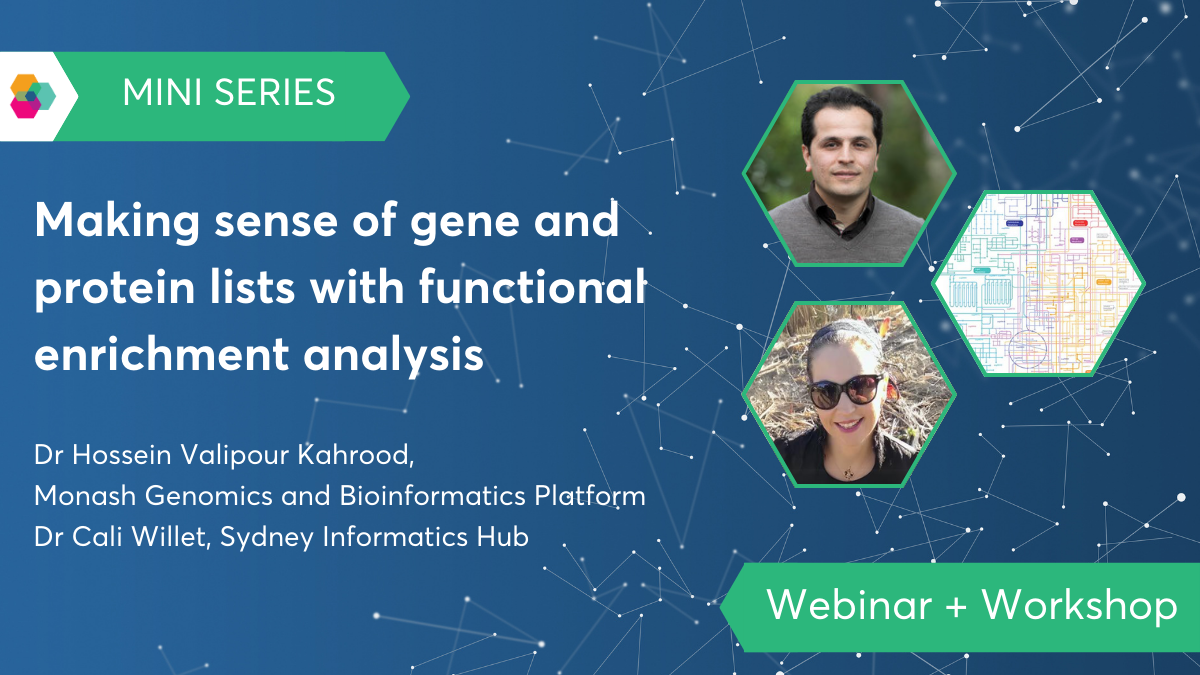 MINI SERIES
Making sense of gene and
protein lists with functional
enrichment analysis
Dr Hossein Valipour Kahrood,
Monash Genomics and Bioinformatics Platform
Dr Cali Willet, Sydney Informatics Hub
Webinar + Workshop